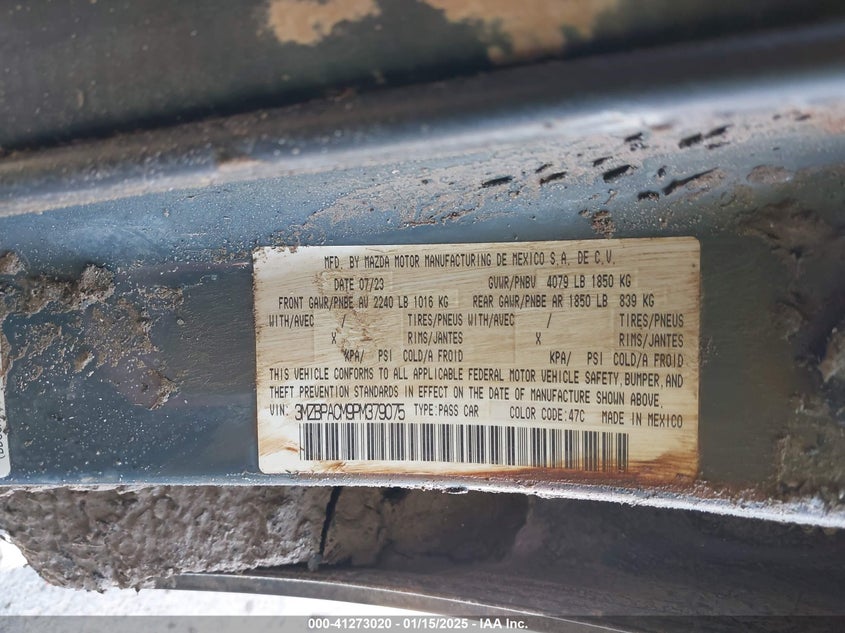 MFD. BY MAZDA MOTOR MANUFACTURING DE MEXICO S.A. DE C.V.
DATE 07/23 GVWR/PNBV 4079 LB 1850 KG
FRONT GAWR/PNBE AV 2240 LB 1016 KG REAR GAWR/PNBE AR 1850 LB 839 KG
WITH/AVEC / TIRES/PNEUS WITH/AVEC / TIRES/PNEUS
X RIMS/JANTES X RIMS/JANTES
KPA/ PSI COLD/A FROID KPA/ PSI COLD/A FROID
THIS VEHICLE CONFORMS TO ALL APPLICABLE FEDERAL MOTOR VEHICLE SAFETY, BUMPER, AND
THEFT PREVENTION STANDARDS IN EFFECT ON THE DATE OF MANUFACTURE SHOWN ABOVE.
VIN: 3MZBPACM9PM379075 TYPE:PASS CAR COLOR CODE:47C MADE IN MEXICO
000-41273020 - 01/15/2025 - IAA Inc.